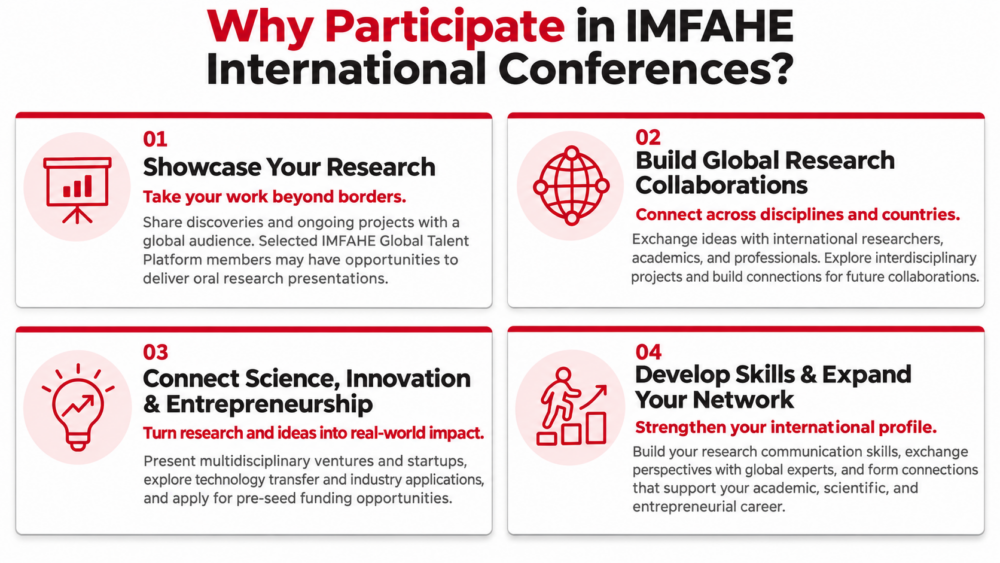 Why Participate in IMFAHE
International Conferences?
01
Showcase Your Research
Take your work beyond borders.
Share discoveries and ongoing projects with a
global audience. Selected IMFAHE Global Talent
Platform members may have opportunities to
deliver oral research presentations.
02
Build Global Research
Collaborations
Connect across disciplines and countries.
Exchange ideas with international researchers,
academics, and professionals. Explore interdisciplinary
projects and build connections for future collaborations.
03
Connect Science, Innovation
& Entrepreneurship
Turn research and ideas into real-world impact.
Present multidisciplinary ventures and startups,
explore technology transfer and industry applications,
and apply for pre-seed funding opportunities.
04
Develop Skills & Expand
Your Network
Strengthen your international profile.
Build your research communication skills, exchange
perspectives with global experts, and form connections
that support your academic, scientific, and
entrepreneurial career.